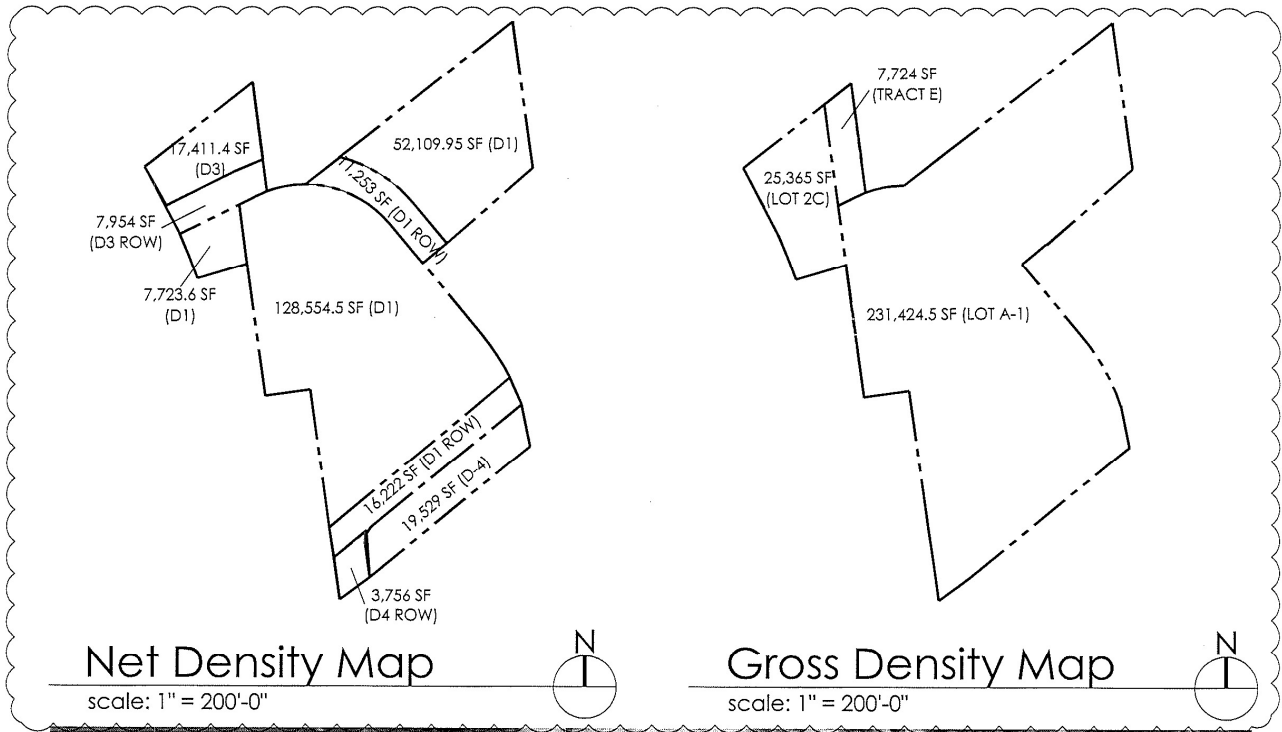 17,411.4 SF
(D3)
7,954 SF
(D3 ROW)
7,723.6 SF
(D1)
52,109.95 SF (D1)
11,253 SF (D1 ROW)
128,554.5 SF (D1)
16,222 SF (D1 ROW)
19,529 SF (D-4)
3,756 SF
(D4 ROW)
Net Density Map
scale: 1" = 200'-0"
N
7,724 SF
(TRACT E)
25,365 SF
(LOT 2C)
231,424.5 SF (LOT A-1)
Gross Density Map
scale: 1" = 200'-0"
N